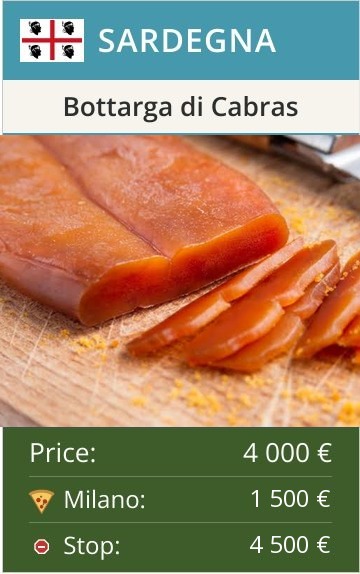 SARDEGNA
Bottarga di Cabras
Price: 4 000 €
Milano: 1 500 €
Stop: 4 500 €